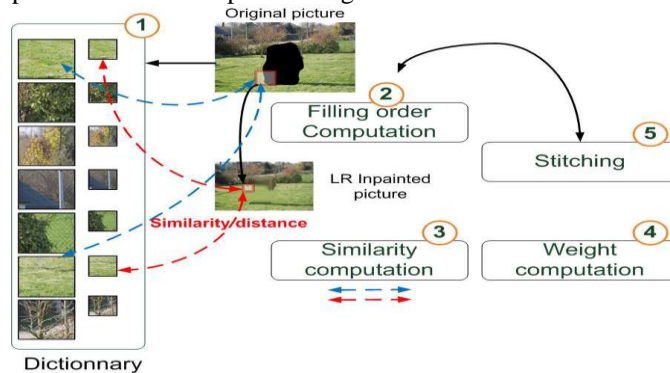 1
Original picture
2
Filling order
Computation
5
Stitching
LR Inpainted
picture
Similarity/distance
3
Similarity
computation
4
Weight
computation
Dictionnary